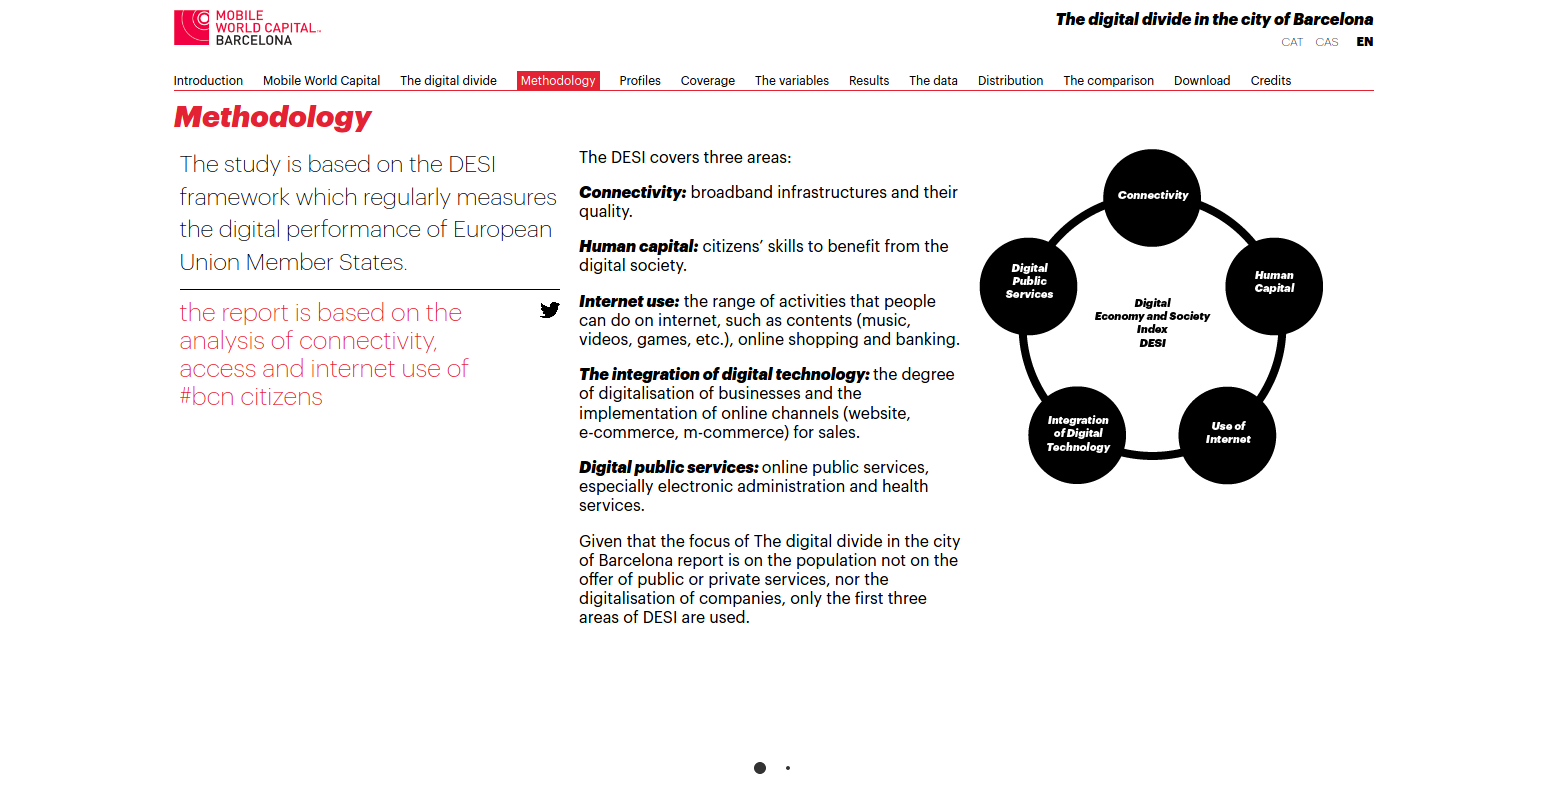 MOBILE
WORLD CAPITAL™
BARCELONA
The digital divide in the city of Barcelona
CAT CAS EN
Introduction Mobile World Capital The digital divide Methodology Profiles Coverage The variables Results The data Distribution The comparison Download Credits
Methodology
The study is based on the DESI
framework which regularly measures
the digital performance of European
Union Member States.
the report is based on the
analysis of connectivity,
access and internet use of
#bcn citizens
The DESI covers three areas:
Connectivity: broadband infrastructures and their
quality.
Human capital: citizens’ skills to benefit from the
digital society.
Internet use: the range of activities that people
can do on internet, such as contents (music,
videos, games, etc.), online shopping and banking.
The integration of digital technology: the degree
of digitalisation of businesses and the
implementation of online channels (website,
e-commerce, m-commerce) for sales.
Digital public services: online public services,
especially electronic administration and health
services.
Given that the focus of The digital divide in the city
of Barcelona report is on the population not on the
offer of public or private services, nor the
digitalisation of companies, only the first three
areas of DESI are used.
Connectivity
Digital
Public
Services
Human
Capital
Digital
Economy and Society
Index
DESI
Integration
of Digital
Technology
Use of
Internet